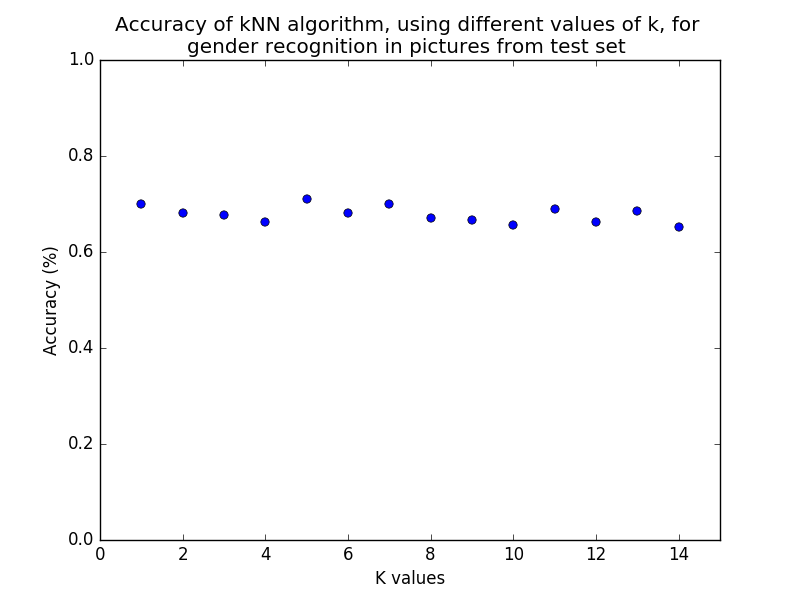 Accuracy of kNN algorithm, using different values of k, for
gender recognition in pictures from test set
1.0
0.8
0.6
0.4
0.2
0.0
Accuracy (%)
0 2 4 6 8 10 12 14
K values